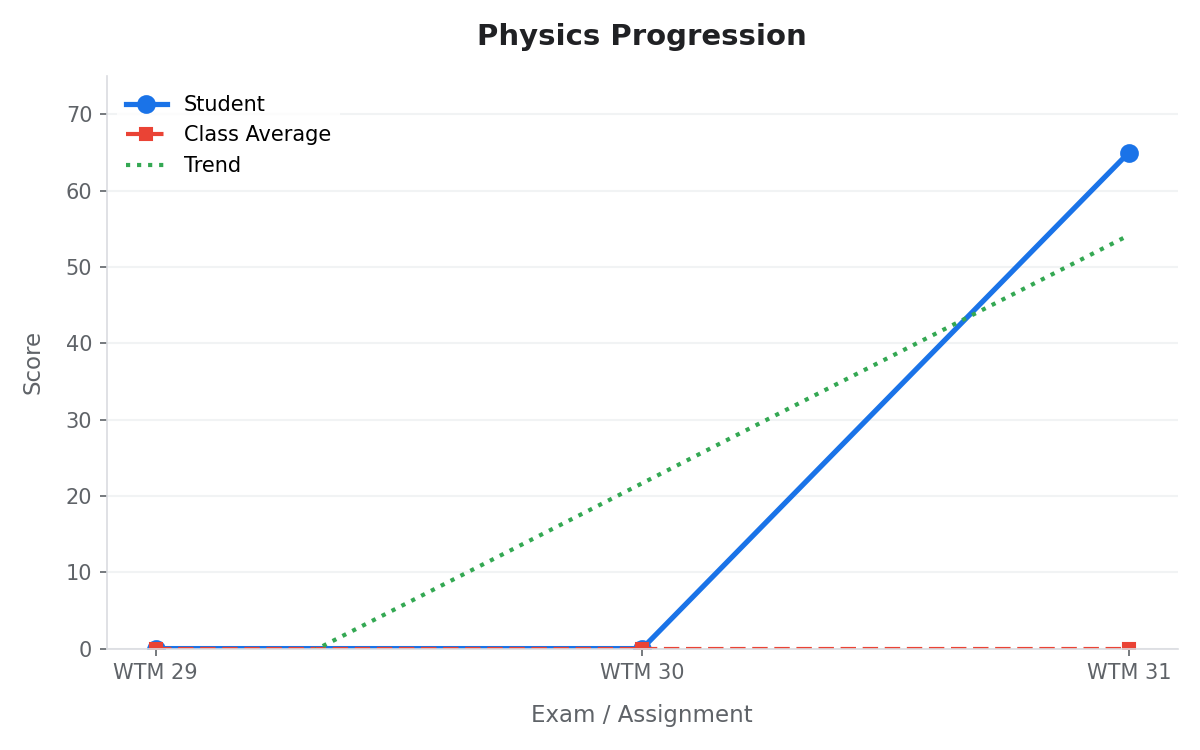 Physics Progression
Student
Class Average
Trend
70
60
50
40
30
20
10
0
Score
WTM 29
WTM 30
WTM 31
Exam / Assignment